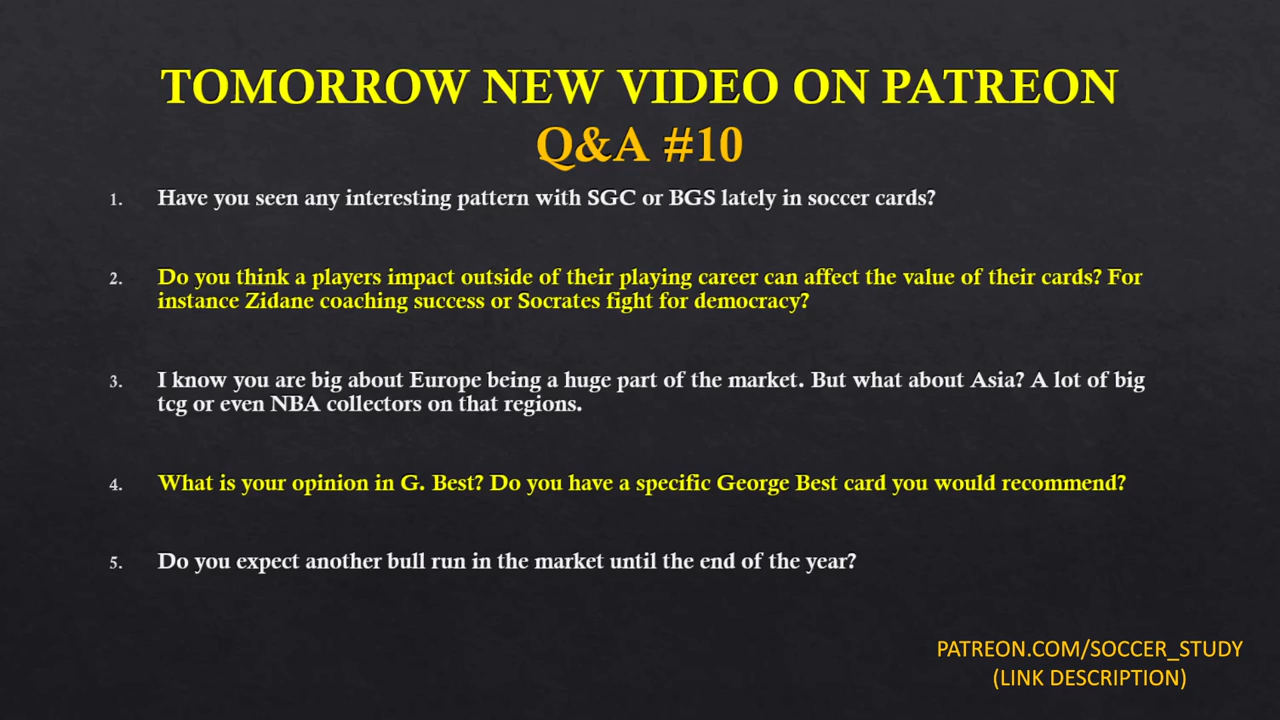 TOMORROW NEW VIDEO ON PATREON
Q&A #10
1. Have you seen any interesting pattern with SGC or BGS lately in soccer cards?
2. Do you think a players impact outside of their playing career can affect the value of their cards? For
instance Zidane coaching success or Socrates fight for democracy?
3. I know you are big about Europe being a huge part of the market. But what about Asia? A lot of big
tcg or even NBA collectors on that regions.
4. What is your opinion in G. Best? Do you have a specific George Best card you would recommend?
5. Do you expect another bull run in the market until the end of the year?
PATREON.COM/SOCCER_STUDY
(LINK DESCRIPTION)